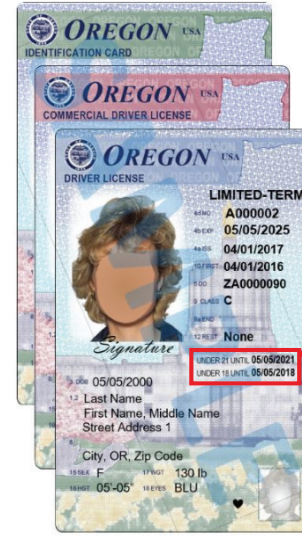 OREGON USA
IDENTIFICATION CARD
OREGON USA
COMMERCIAL DRIVER LICENSE
OREGON USA
DRIVER LICENSE
LIMITED-TERM
4d NO A000002
4b EXP 05/05/2025
4a ISS 04/01/2017
10 FIRST 04/01/2016
5 DD ZA0000090
9 CLASS C
9a END
12 REST None
UNDER 21 UNTIL 05/05/2021
UNDER 18 UNTIL 05/05/2018
Signature
3 DOB 05/05/2000
1,2 Last Name
First Name, Middle Name
Street Address 1
8
City, OR, Zip Code
15 SEX F 17 WGT 130 lb
16 HGT 05'-05" 18 EYES BLU